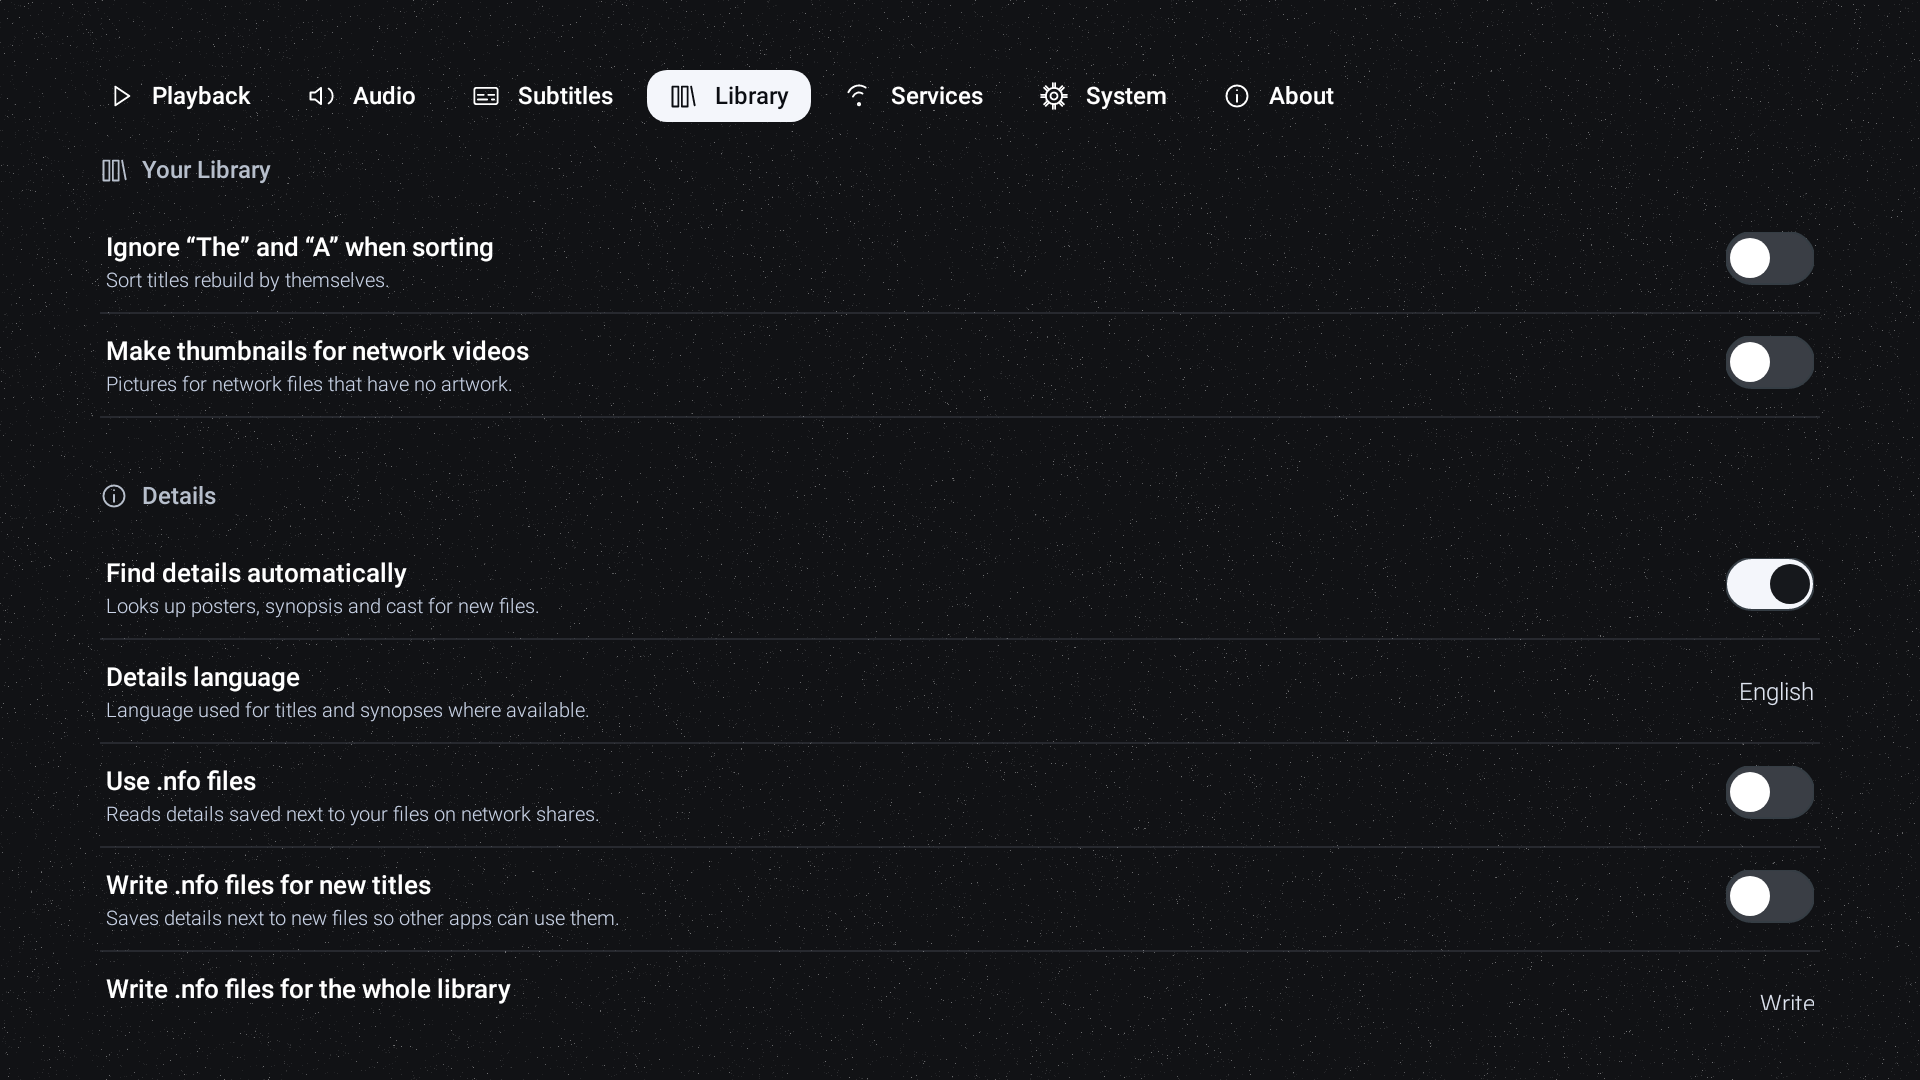 Playback
Audio
Subtitles
Library
Services
System
About
Your Library
Ignore “The” and “A” when sorting
Sort titles rebuild by themselves.
Make thumbnails for network videos
Pictures for network files that have no artwork.
Details
Find details automatically
Looks up posters, synopsis and cast for new files.
Details language
Language used for titles and synopses where available.
English
Use .nfo files
Reads details saved next to your files on network shares.
Write .nfo files for new titles
Saves details next to new files so other apps can use them.
Write .nfo files for the whole library
Write